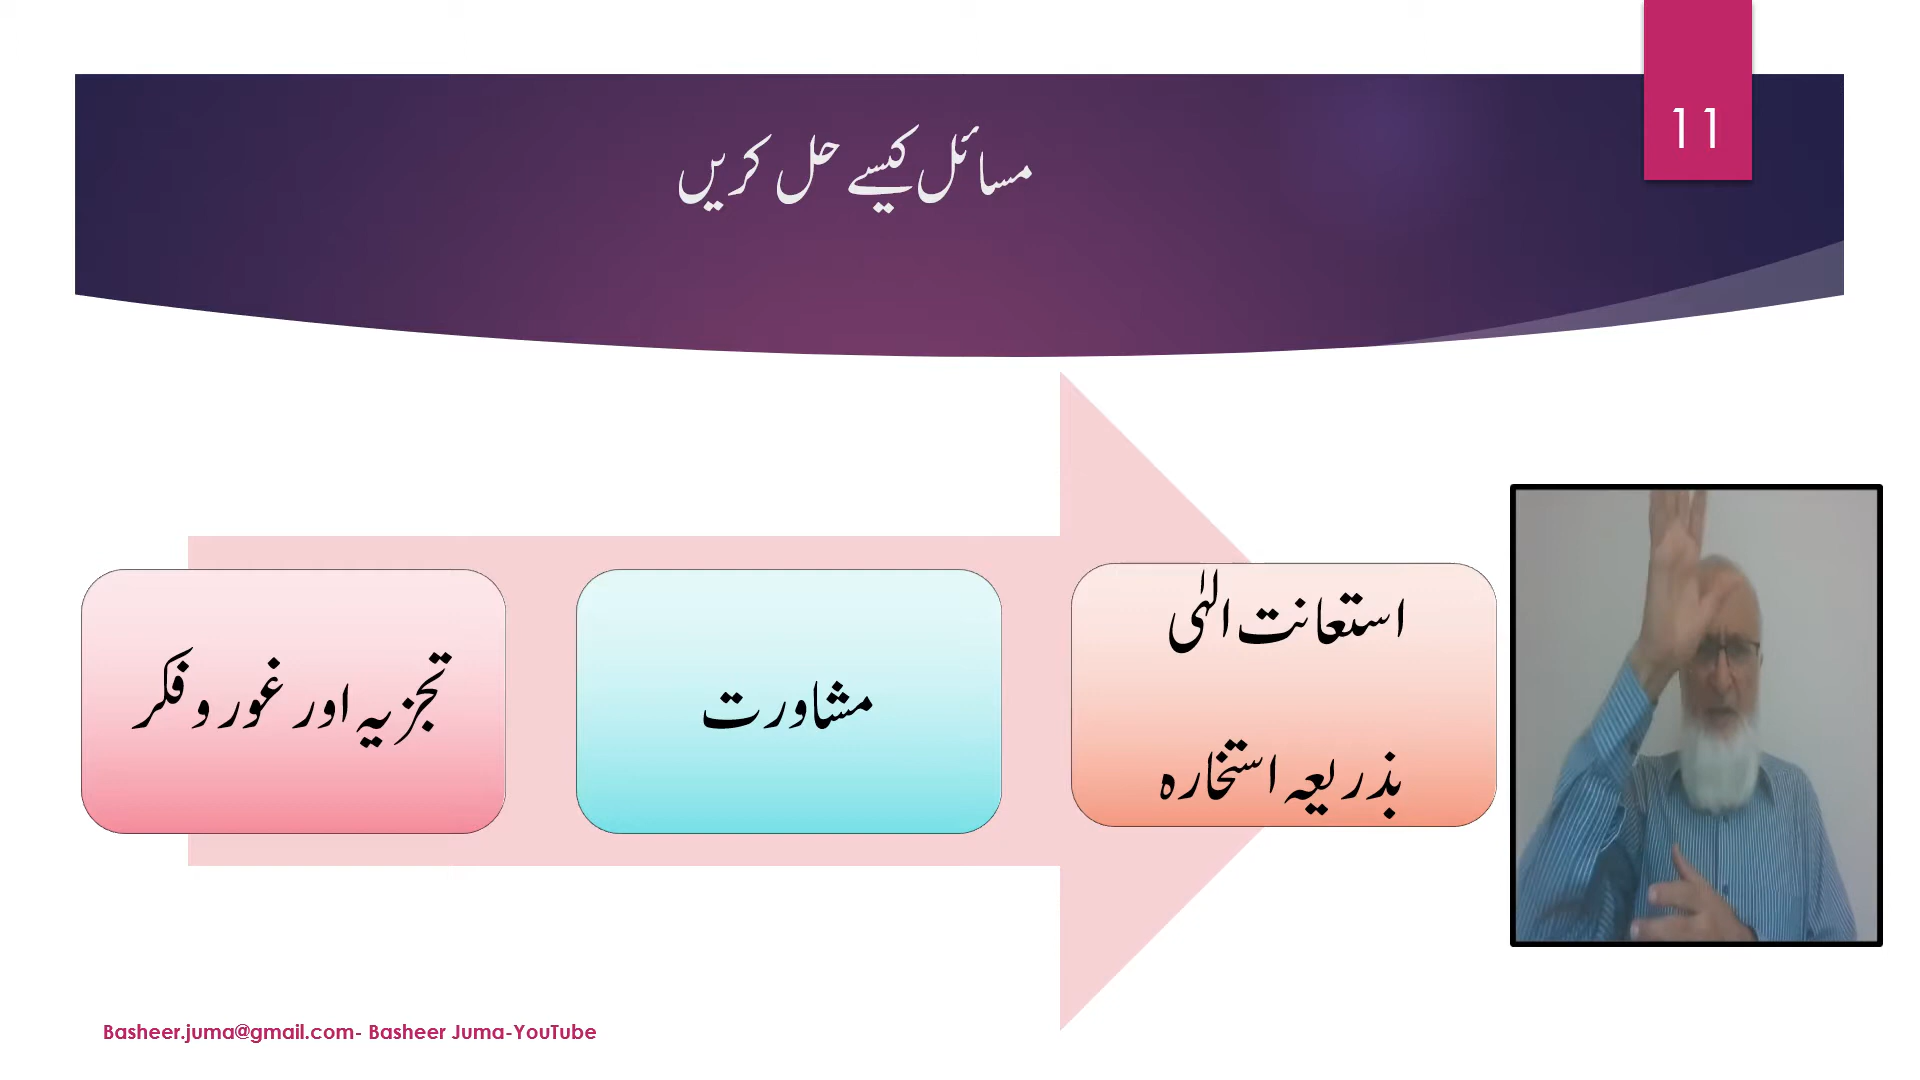 11
مسائل کیسے حل کریں
تجزیہ اور غور و فکر
مشاورت
استعانت الٰہی
بذریعہ استخارہ
Basheer.juma@gmail.com- Basheer Juma-YouTube